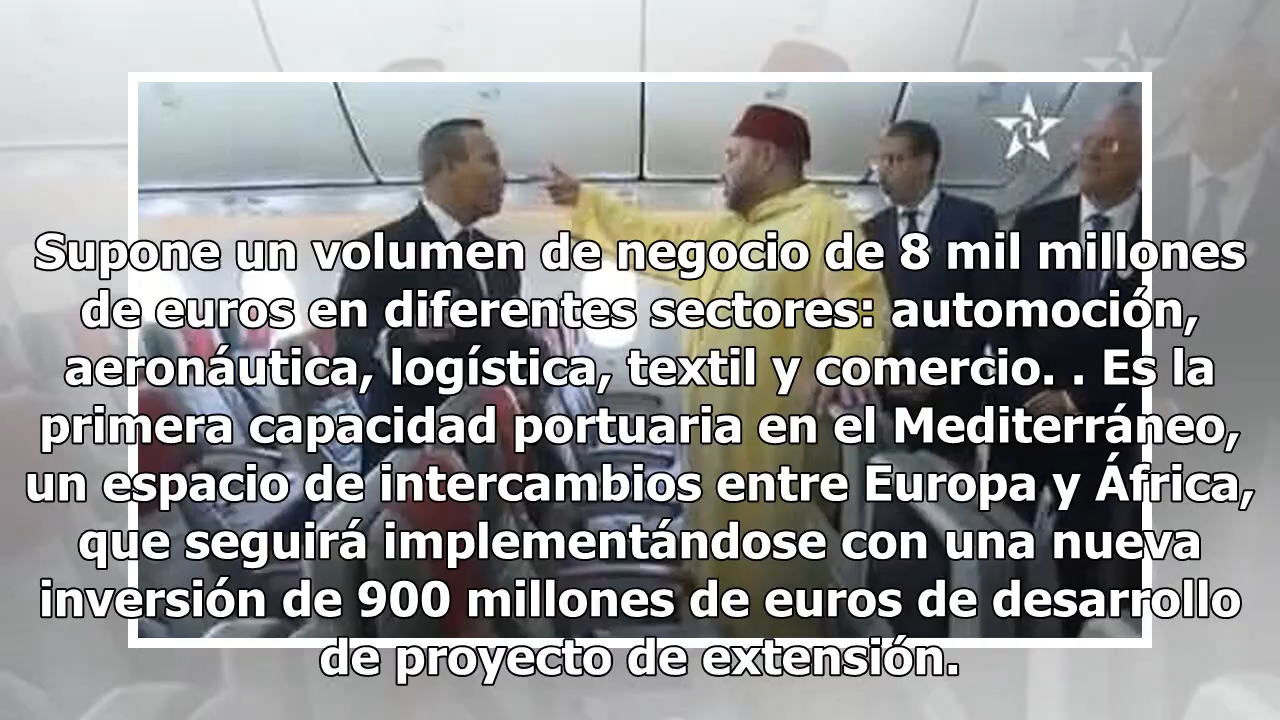 Supone un volumen de negocio de 8 mil millones
de euros en diferentes sectores: automoción,
aeronáutica, logística, textil y comercio. . Es la
primera capacidad portuaria en el Mediterráneo,
un espacio de intercambios entre Europa y África,
que seguirá implementándose con una nueva
inversión de 900 millones de euros de desarrollo
de proyecto de extensión.